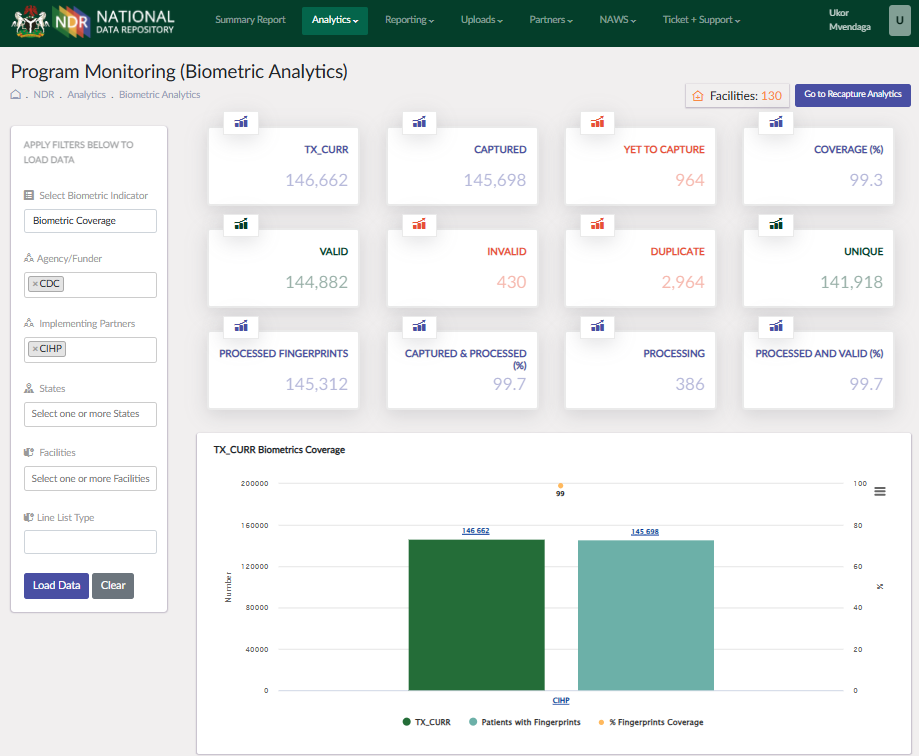 NDR NATIONAL
DATA REPOSITORY
Summary Report
Analytics
Reporting
Uploads
Partners
NAWS
Ticket + Support
Ukor
Mvendaga
U
Program Monitoring (Biometric Analytics)
. NDR . Analytics . Biometric Analytics
Facilities: 130
Go to Recapture Analytics
APPLY FILTERS BELOW TO
LOAD DATA
Select Biometric Indicator
Biometric Coverage
Agency/Funder
×CDC
Implementing Partners
×CIHP
States
Select one or more States
Facilities
Select one or more Facilities
Line List Type
Load Data
Clear
TX_CURR
146,662
CAPTURED
145,698
YET TO CAPTURE
964
COVERAGE (%)
99.3
VALID
144,882
INVALID
430
DUPLICATE
2,964
UNIQUE
141,918
PROCESSED FINGERPRINTS
145,312
CAPTURED & PROCESSED
(%)
99.7
PROCESSING
386
PROCESSED AND VALID (%)
99.7
TX_CURR Biometrics Coverage
200000
160000
120000
80000
40000
0
Number
99
146 662
145 698
100
80
60
40
20
0
%
CIHP
TX_CURR
Patients with Fingerprints
% Fingerprints Coverage